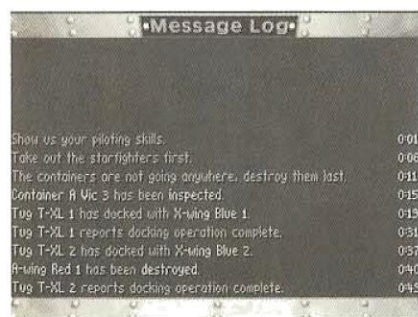 •Message Log•
Show us your piloting skills. 0:01
Take out the starfighters first. 0:06
The containers are not going anywhere, destroy them last. 0:11
Container A Vic 3 has been inspected. 0:15
Tug T-XL 1 has docked with X-wing Blue 1.
Tug T-XL 1 reports docking operation complete. 0:31
Tug T-XL 2 has docked with X-wing Blue 2. 0:37
A-wing Red 1 has been destroyed. 0:40
Tug T-XL 2 reports docking operation complete.